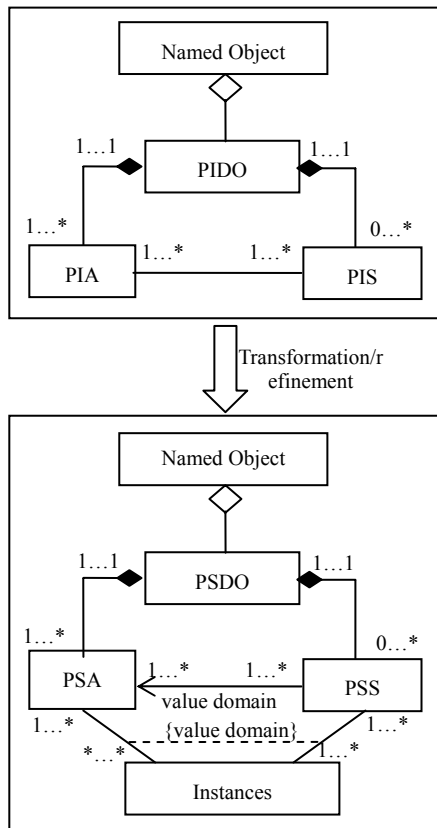 Named Object
1…1 1…1
PIDO
1…* 0…*
1…* 1…*
PIA PIS
Transformation/r
efinement
Named Object
1…1 1…1
PSDO
1…* 0…*
1…* 1…*
PSA PSS
value domain
1…* {value domain} 1…*
*…* 1…*
Instances